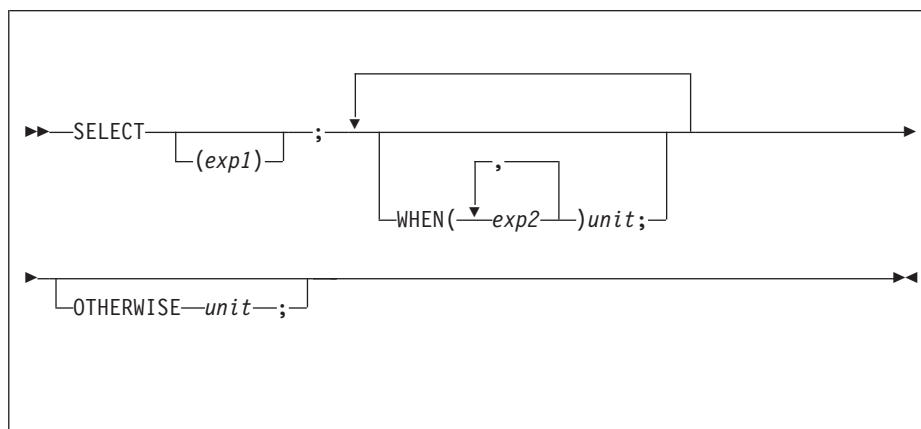 SELECT ;
(exp1) ,
WHEN( exp2 )unit;
OTHERWISE unit ;